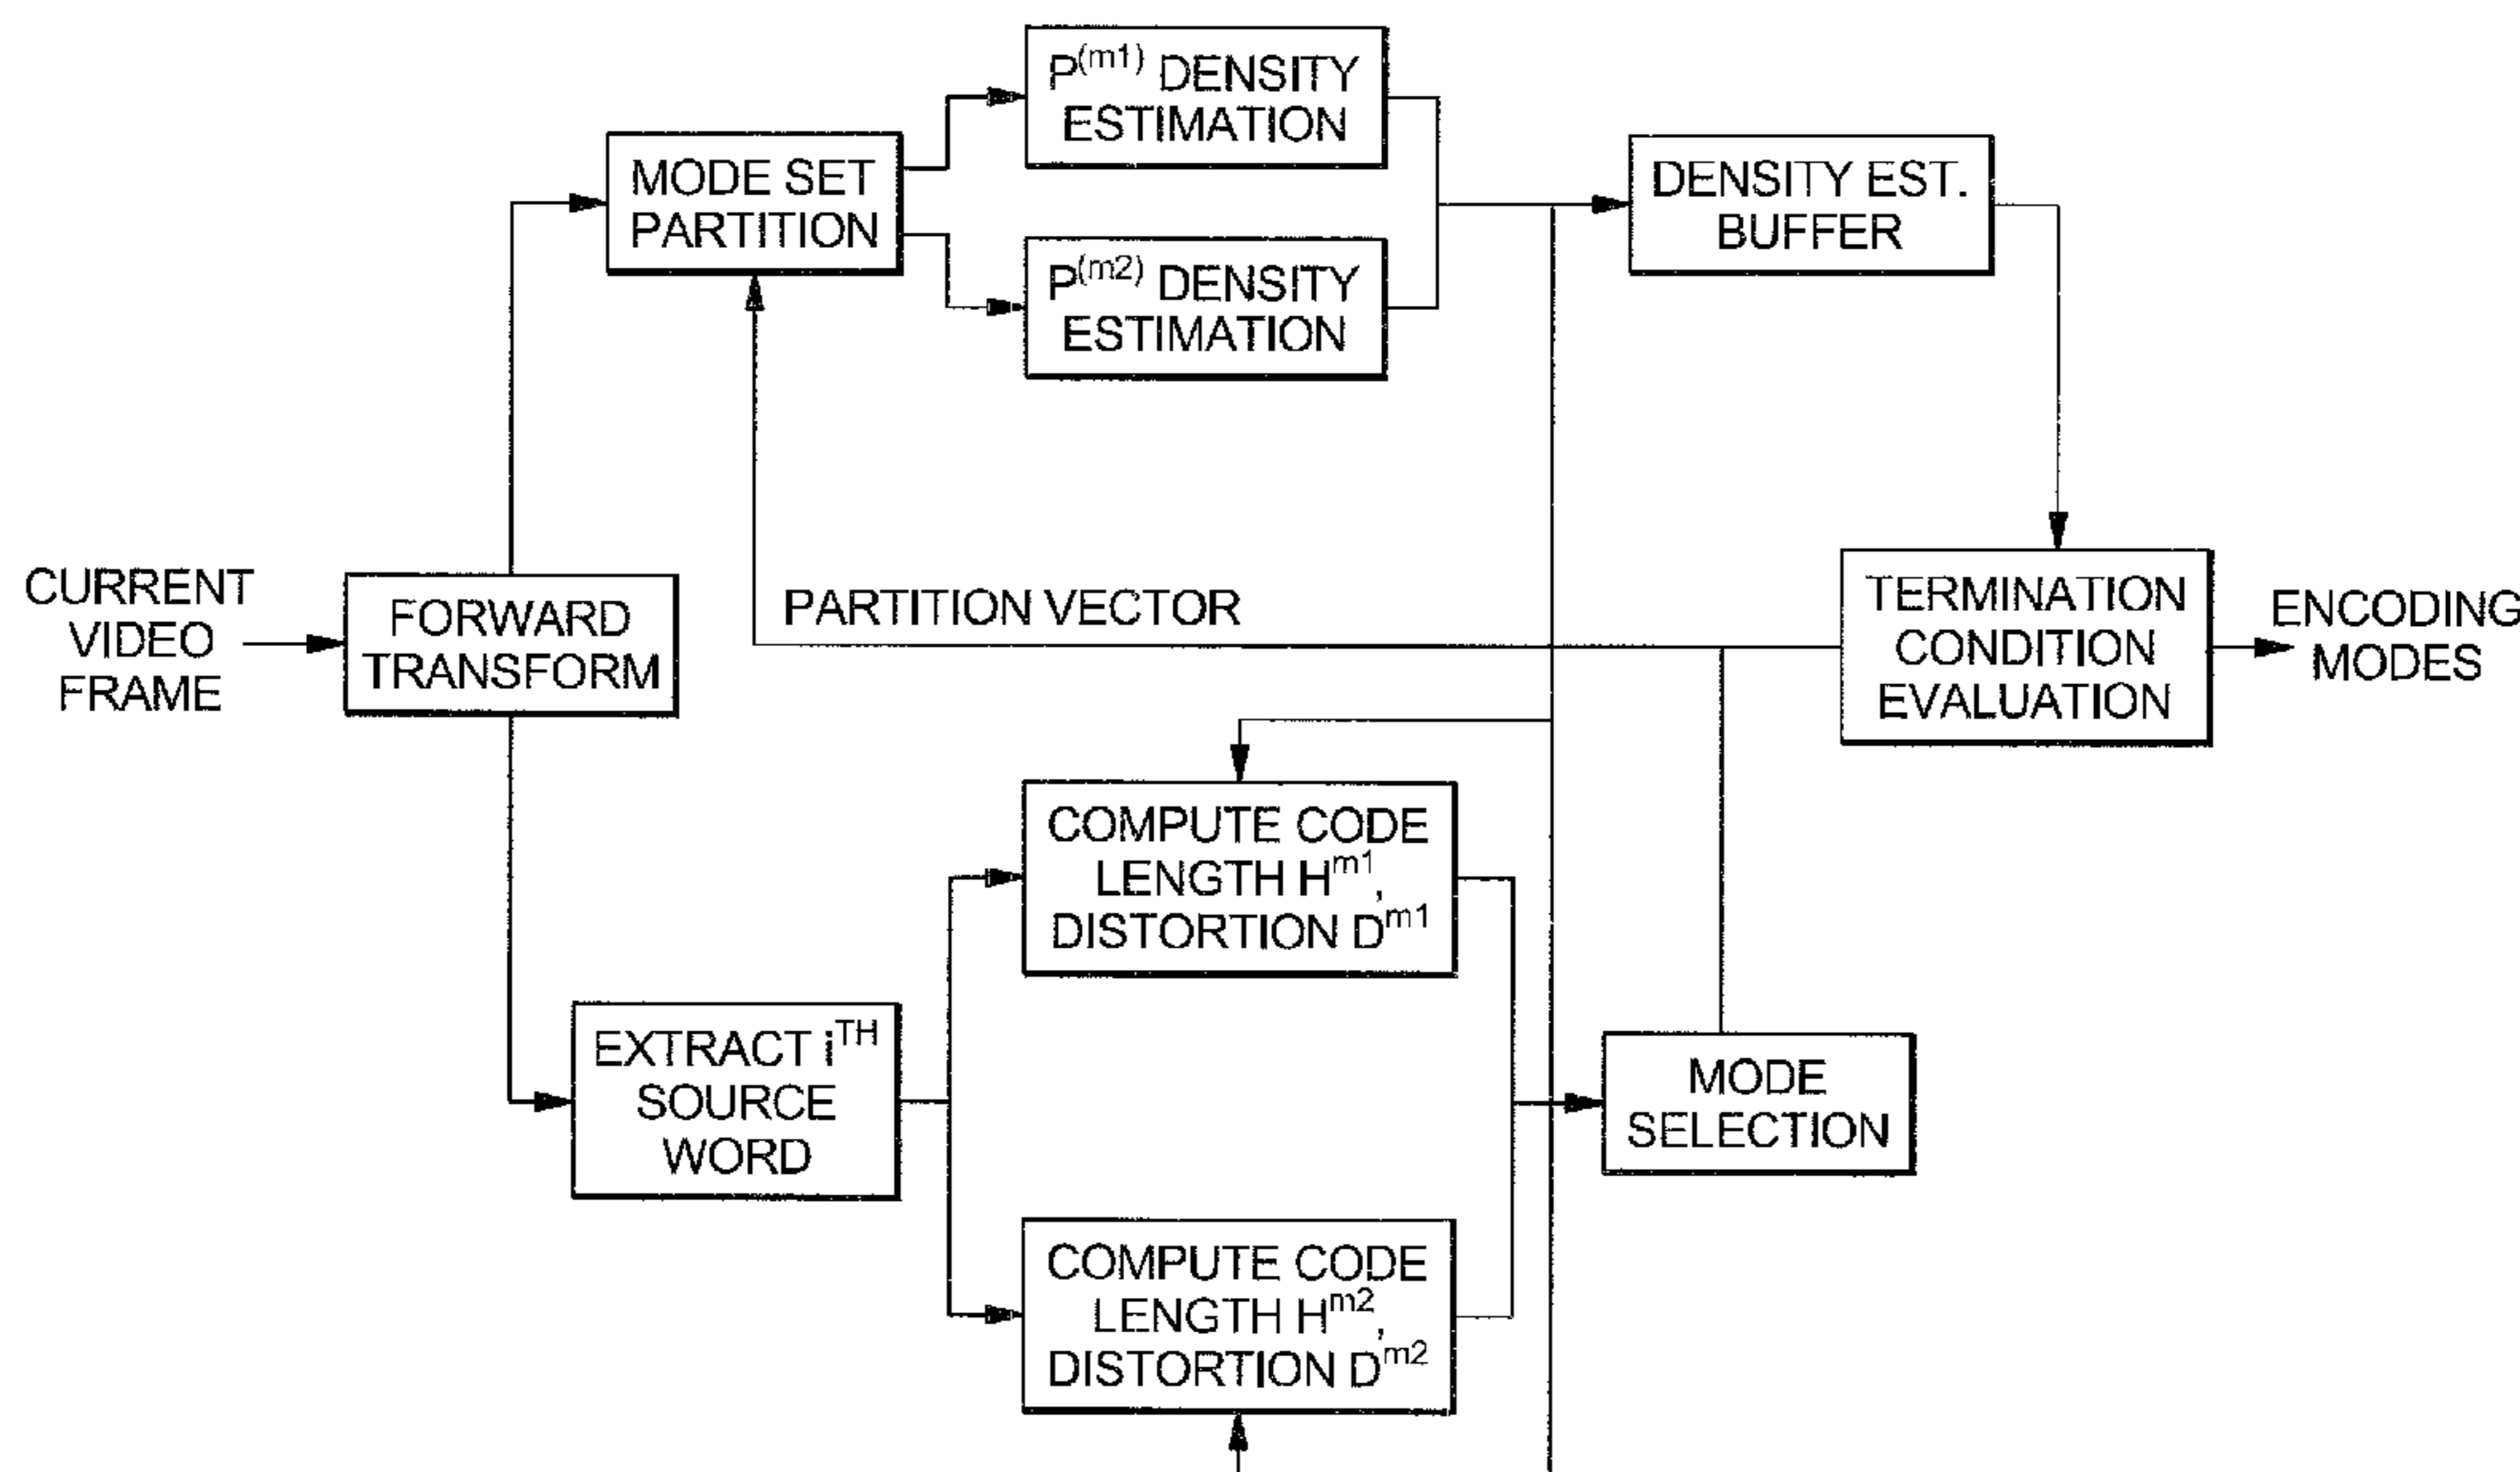 P(m1) DENSITY
ESTIMATION
MODE SET
PARTITION
DENSITY EST.
BUFFER
P(m2) DENSITY
ESTIMATION
CURRENT
VIDEO
FRAME
FORWARD
TRANSFORM
PARTITION VECTOR
TERMINATION
CONDITION
EVALUATION
ENCODING
MODES
COMPUTE CODE
LENGTH Hm1,
DISTORTION Dm1
EXTRACT iTH
SOURCE
WORD
MODE
SELECTION
COMPUTE CODE
LENGTH Hm2,
DISTORTION Dm2